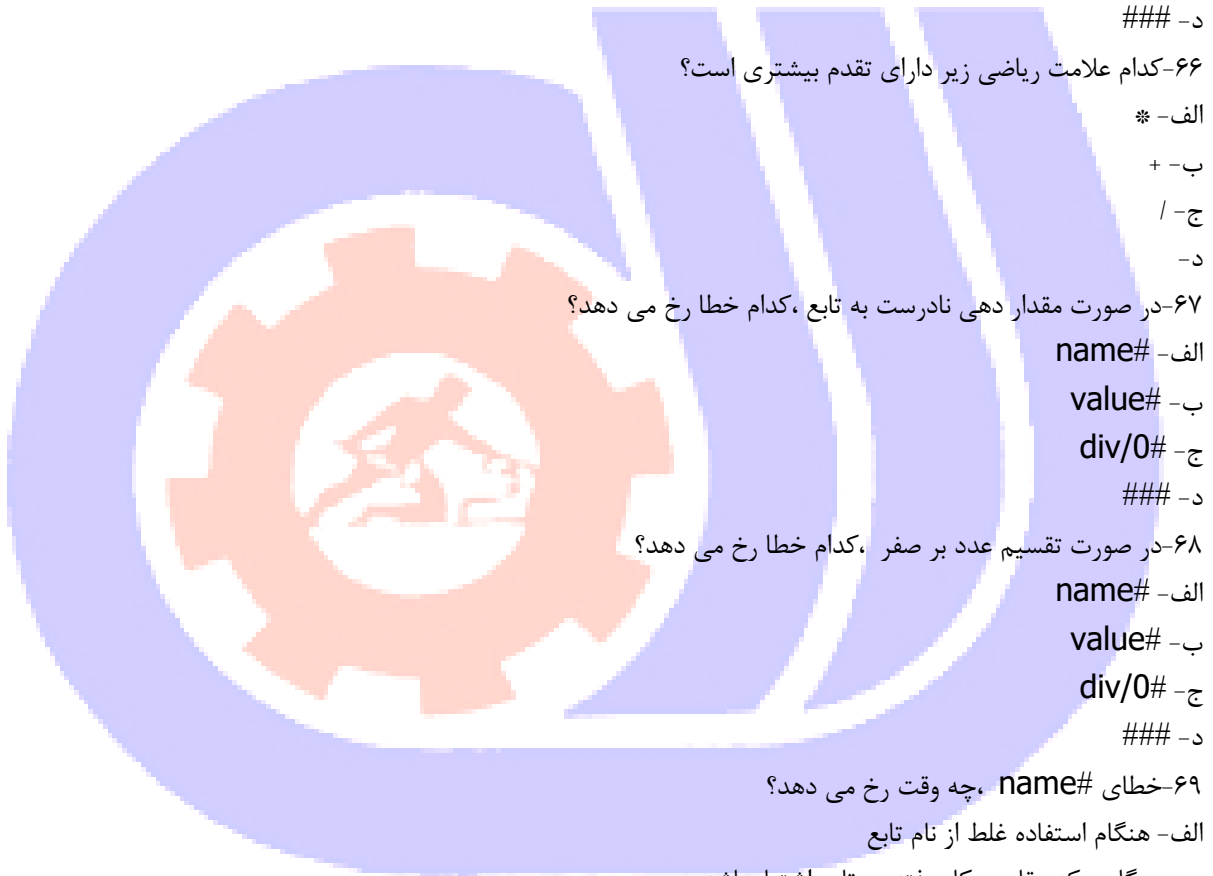 د- ###
۶۶-کدام علامت ریاضی زیر دارای تقدم بیشتری است؟
الف- *
ب- +
ج- /
د-
۶۷-در صورت مقدار دهی نادرست به تابع ،کدام خطا رخ می دهد؟
الف- #name
ب- #value
ج- #div/0
د- ###
۶۸-در صورت تقسیم عدد بر صفر ،کدام خطا رخ می دهد؟
الف- #name
ب- #value
ج- #div/0
د- ###
۶۹-خطای #name ،چه وقت رخ می دهد؟
الف- هنگام استفاده غلط از نام تابع